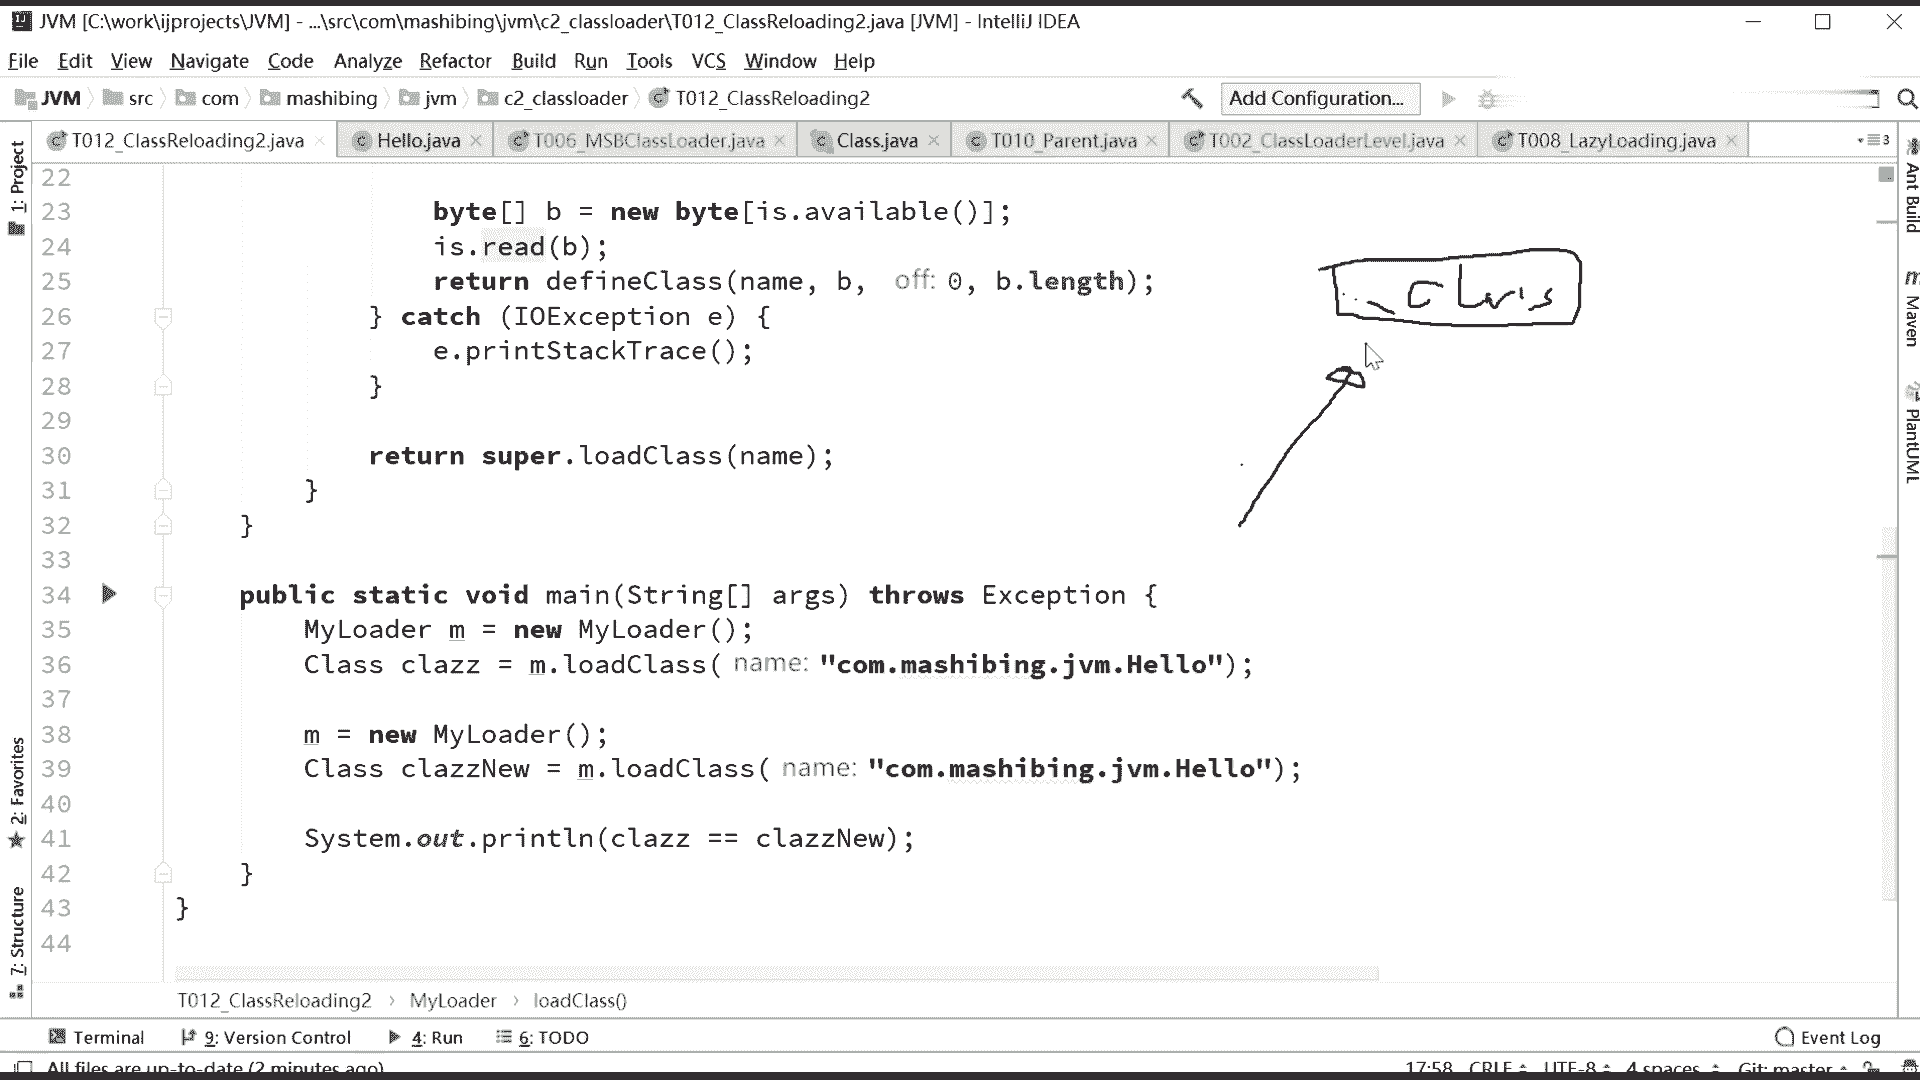 JVM [C:\work\ijprojects\JVM] - ...\src\com\mashibing\jvm\c2_classloader\T012_ClassReloading2.java [JVM] - IntelliJ IDEA
File Edit View Navigate Code Analyze Refactor Build Run Tools VCS Window Help
JVM src com mashibing jvm c2_classloader T012_ClassReloading2 Add Configuration...
T012_ClassReloading2.java Hello.java T006_MSBClassLoader.java Class.java T010_Parent.java T002_ClassLoaderLevel.java T008_LazyLoading.java 3
1: Project
2: Favorites
7: Structure
22
23 byte[] b = new byte[is.available()];
24 is.read(b);
25 return defineClass(name, b, off: 0, b.length);
26 } catch (IOException e) {
27 e.printStackTrace();
28 }
29
30 return super.loadClass(name);
31 }
32 }
33
34 public static void main(String[] args) throws Exception {
35 MyLoader m = new MyLoader();
36 Class clazz = m.loadClass( name: "com.mashibing.jvm.Hello");
37
38 m = new MyLoader();
39 Class clazzNew = m.loadClass( name: "com.mashibing.jvm.Hello");
40
41 System.out.println(clazz == clazzNew);
42 }
43 }
44
Ant Build
Maven
PlantUML
T012_ClassReloading2 › MyLoader › loadClass()
Terminal 9: Version Control 4: Run 6: TODO Event Log
All files are up-to-date (2 minutes ago) 17:58 CRLF UTF-8 4 spaces Git: master